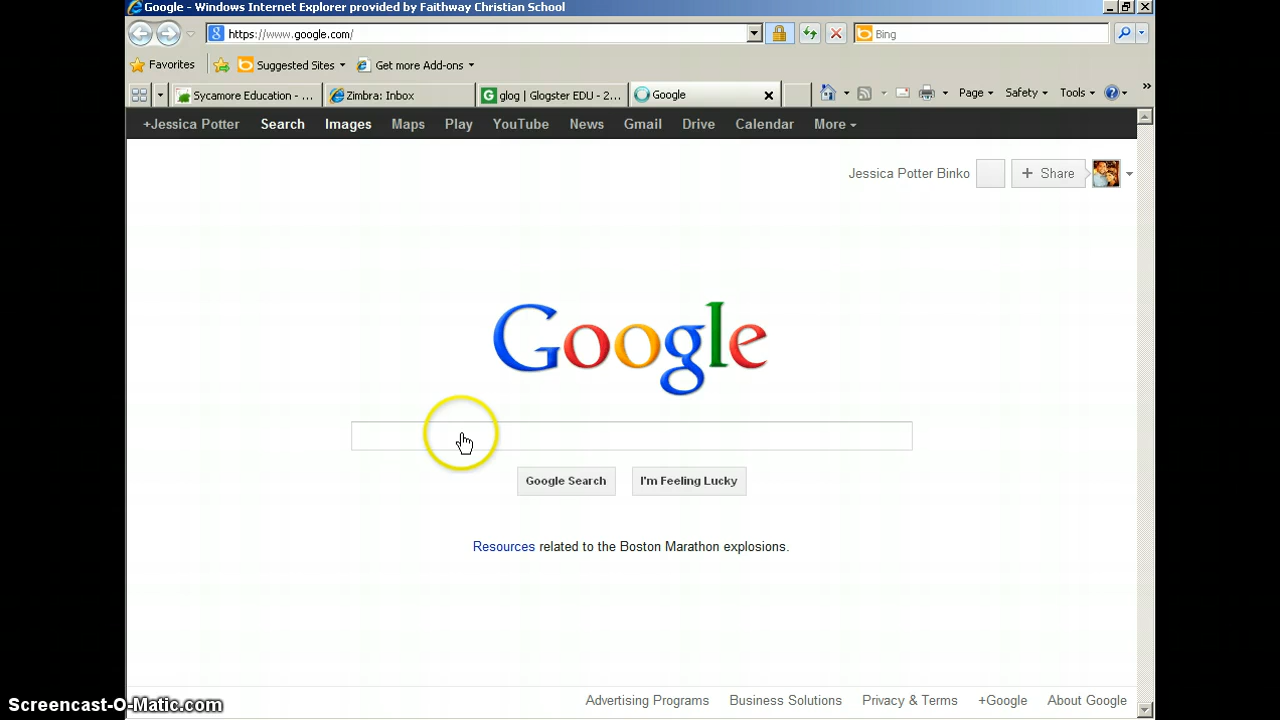 Google - Windows Internet Explorer provided by Faithway Christian School
https://www.google.com/
Bing
Favorites Suggested Sites Get more Add-ons
Sycamore Education - ... Zimbra: Inbox glog | Glogster EDU - 2... Google Page Safety Tools
+Jessica Potter Search Images Maps Play YouTube News Gmail Drive Calendar More
Jessica Potter Binko + Share
Google
Google Search I'm Feeling Lucky
Resources related to the Boston Marathon explosions.
Advertising Programs Business Solutions Privacy & Terms +Google About Google
Screencast-O-Matic.com